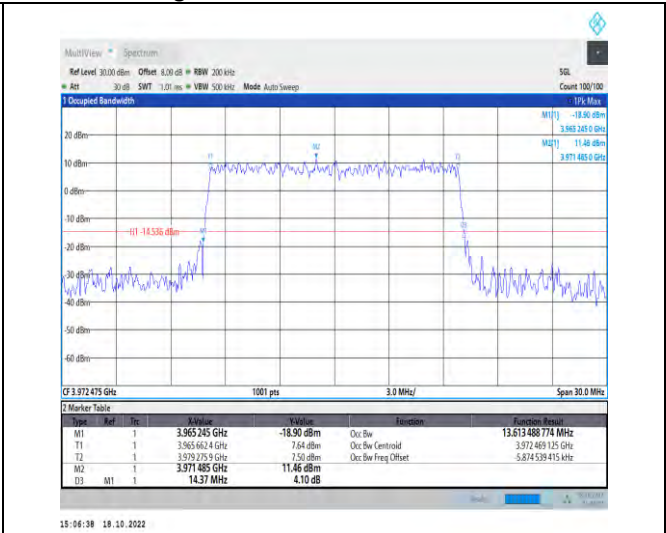 MultiView Spectrum
Ref Level 30.00 dBm Offset 8.00 dB RBW 200 kHz SGL
Att 30 dB SWT 1.01 ms VBW 500 kHz Mode Auto Sweep Count 100/100
1 Occupied Bandwidth 1Pk Max
M1[1] -18.90 dBm
3.965 245 0 GHz
M2[1] 11.46 dBm
3.971 485 0 GHz
20 dBm
M2
T1 T2
10 dBm
0 dBm
-10 dBm
H1 -14.536 dBm M1 D3
-20 dBm
-30 dBm
-40 dBm
-50 dBm
-60 dBm
CF 3.972 475 GHz 1001 pts 3.0 MHz/ Span 30.0 MHz
2 Marker Table
Type Ref Trc X-Value Y-Value Function Function Result
M1 1 3.965 245 GHz -18.90 dBm Occ Bw 13.613 488 774 MHz
T1 1 3.965 662 4 GHz 7.64 dBm Occ Bw Centroid 3.972 469 125 GHz
T2 1 3.979 275 9 GHz 7.50 dBm Occ Bw Freq Offset -5.874 539 415 kHz
M2 1 3.971 485 GHz 11.46 dBm
D3 M1 1 14.37 MHz 4.10 dB
15:06:38 18.10.2022